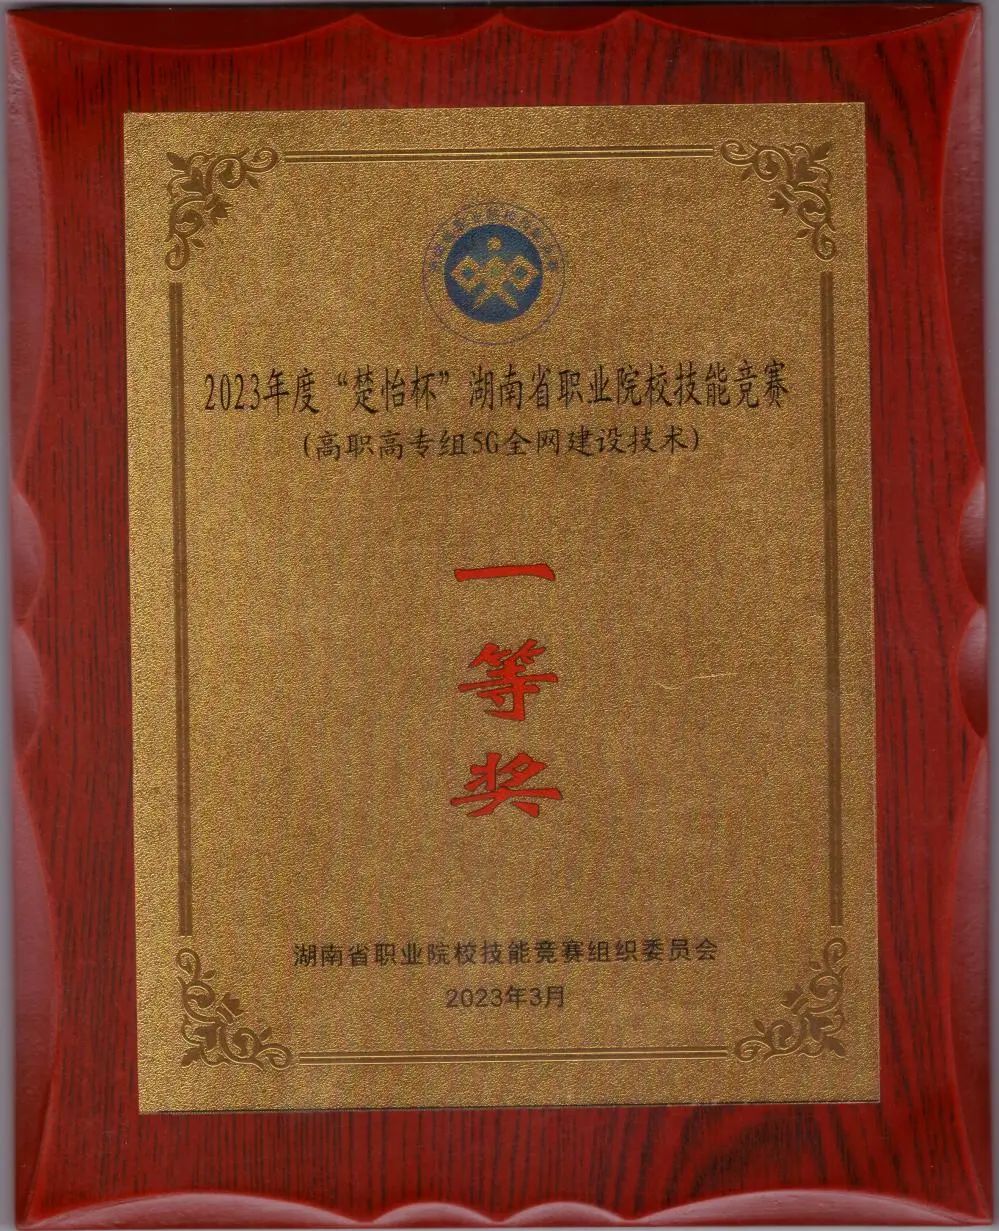 2023年度“楚怡杯”湖南省职业院校技能竞赛
(高职高专组5G全网建设技术)
一
等
奖
湖南省职业院校技能竞赛组织委员会
2023年3月